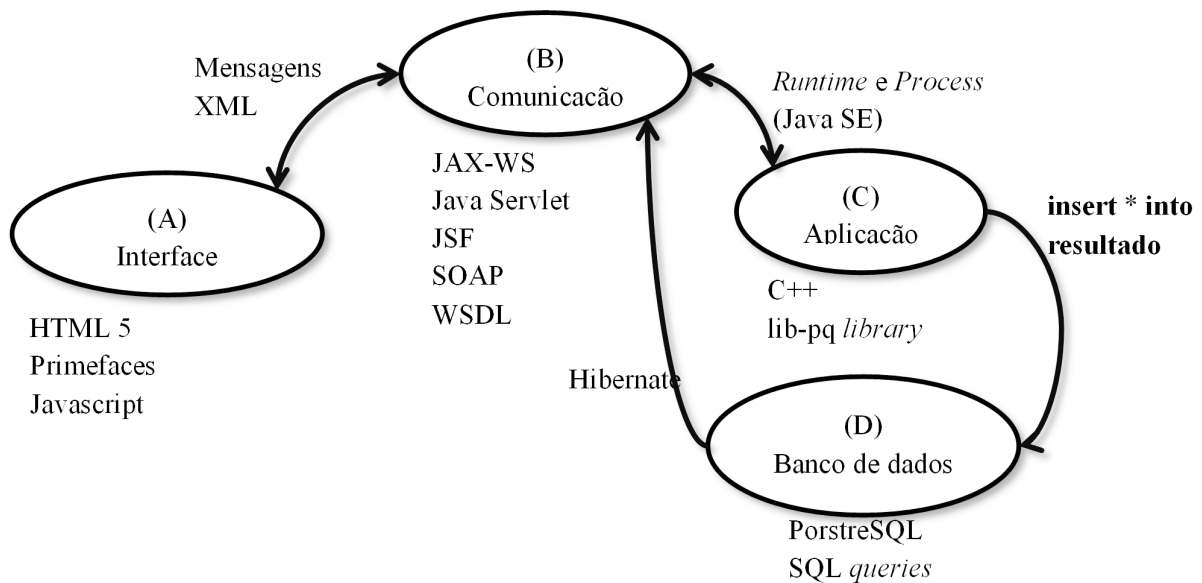 Mensagens
XML
(B)
Comunicacão
Runtime e Process
(Java SE)
JAX-WS
Java Servlet
JSF
SOAP
WSDL
(A)
Interface
(C)
Aplicacão
insert * into
resultado
HTML 5
Primefaces
Javascript
C++
lib-pq library
Hibernate
(D)
Banco de dados
PorstreSQL
SQL queries